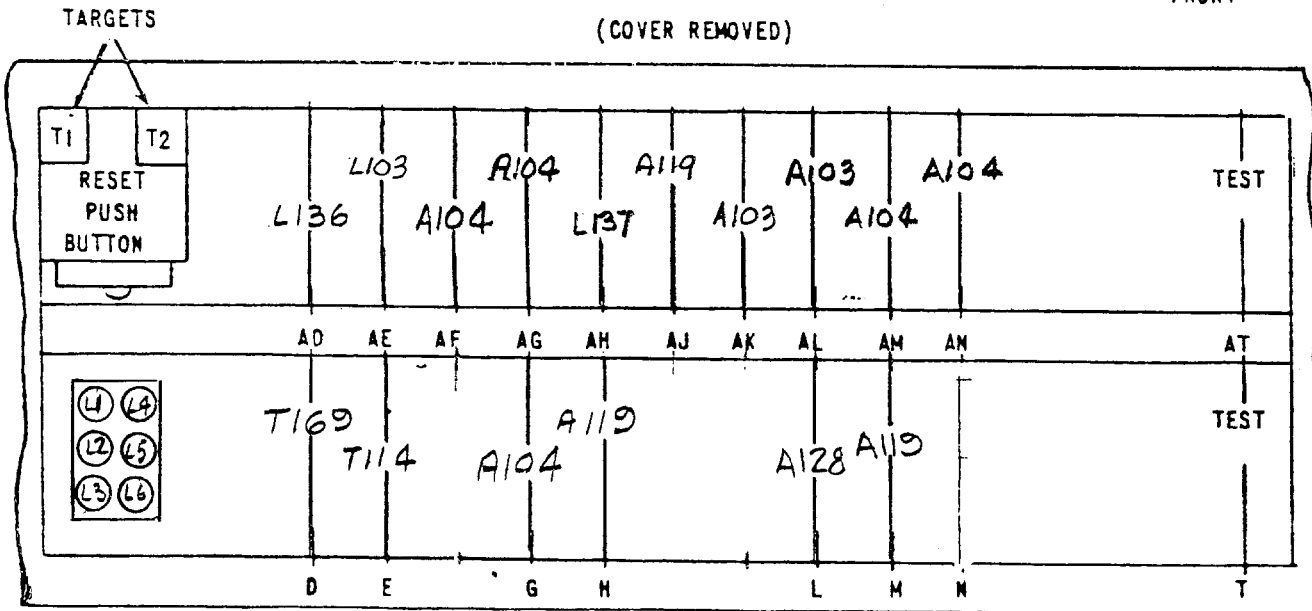 TARGETS
(COVER REMOVED)
T1 T2
RESET
PUSH
BUTTON
L136 L103 A104 A104 L137 A119 A103 A103 A104 A104 TEST
AD AE AF AG AH AJ AK AL AM AN AT
L1 L4
L2 L5
L3 L6
T169 T114 A104 A119 A128 A119 TEST
D E G H L M N T